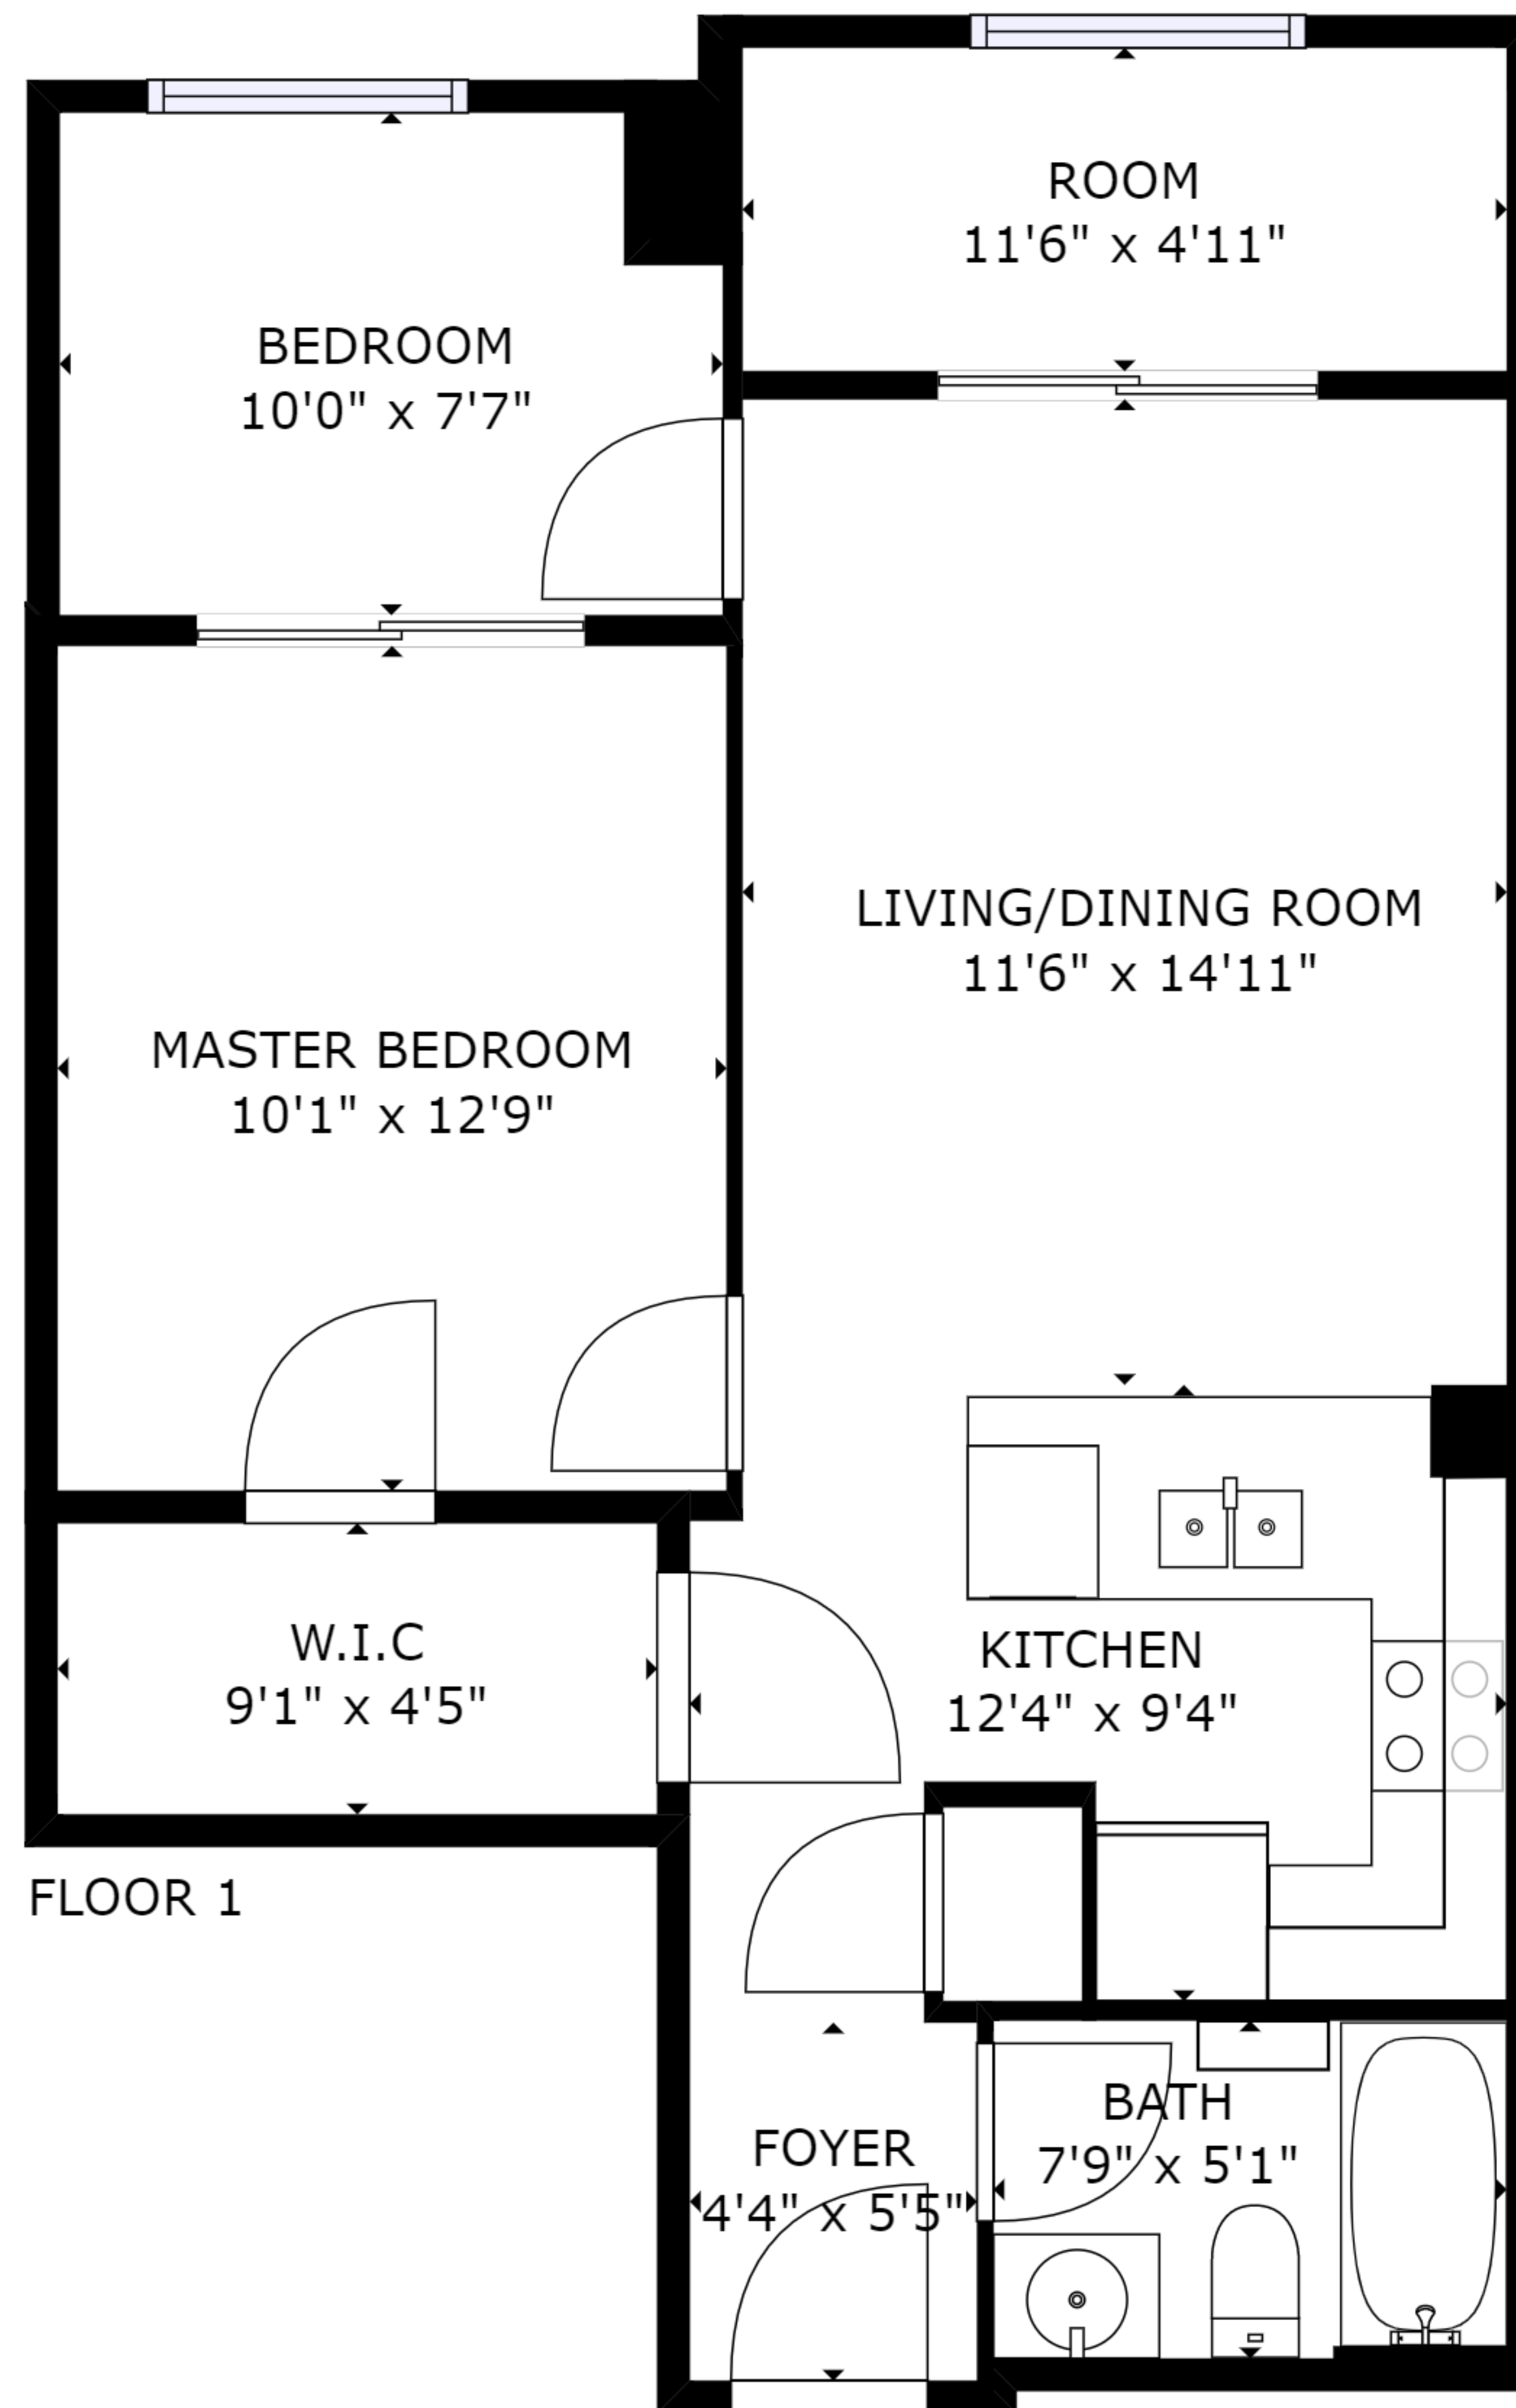 ROOM
11'6" x 4'11"
BEDROOM
10'0" x 7'7"
LIVING/DINING ROOM
11'6" x 14'11"
MASTER BEDROOM
10'1" x 12'9"
W.I.C
9'1" x 4'5"
KITCHEN
12'4" x 9'4"
FLOOR 1
BATH
7'9" x 5'1"
FOYER
4'4" x 5'5"